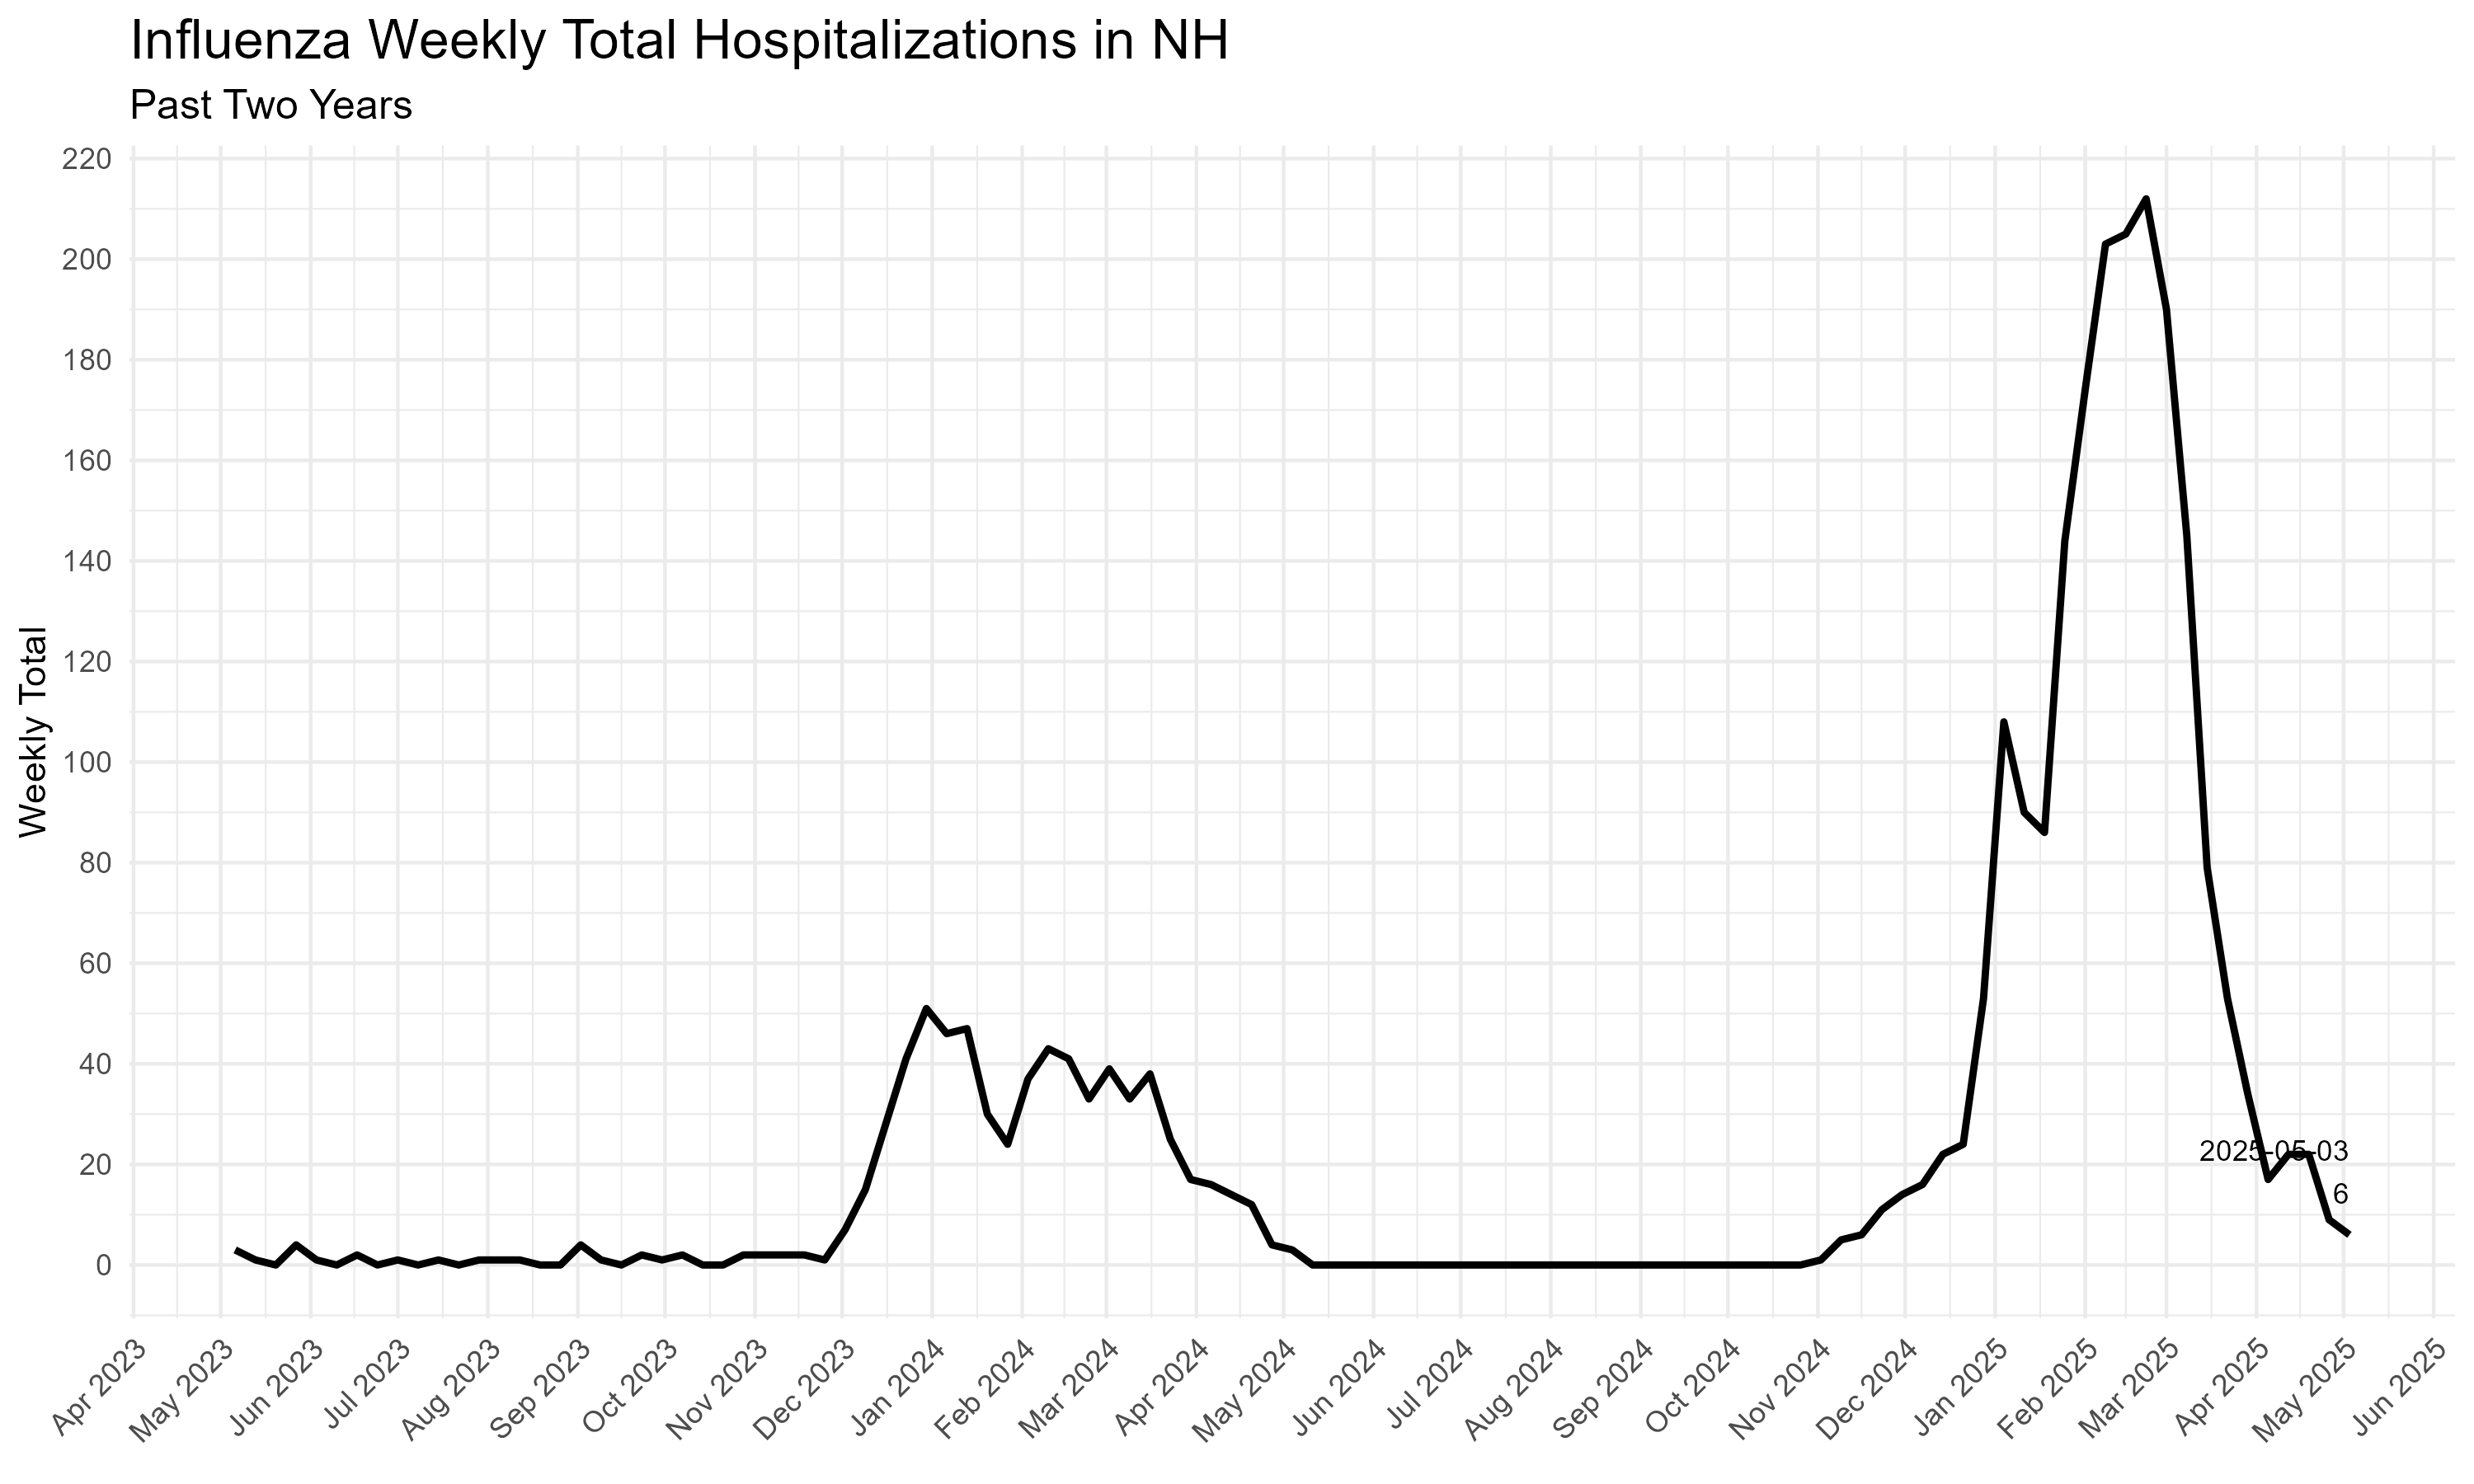 Influenza Weekly Total Hospitalizations in NH
Past Two Years
Weekly Total
220
200
180
160
140
120
100
80
60
40
20
0
2025-05-03
6
Apr 2023
May 2023
Jun 2023
Jul 2023
Aug 2023
Sep 2023
Oct 2023
Nov 2023
Dec 2023
Jan 2024
Feb 2024
Mar 2024
Apr 2024
May 2024
Jun 2024
Jul 2024
Aug 2024
Sep 2024
Oct 2024
Nov 2024
Dec 2024
Jan 2025
Feb 2025
Mar 2025
Apr 2025
May 2025
Jun 2025